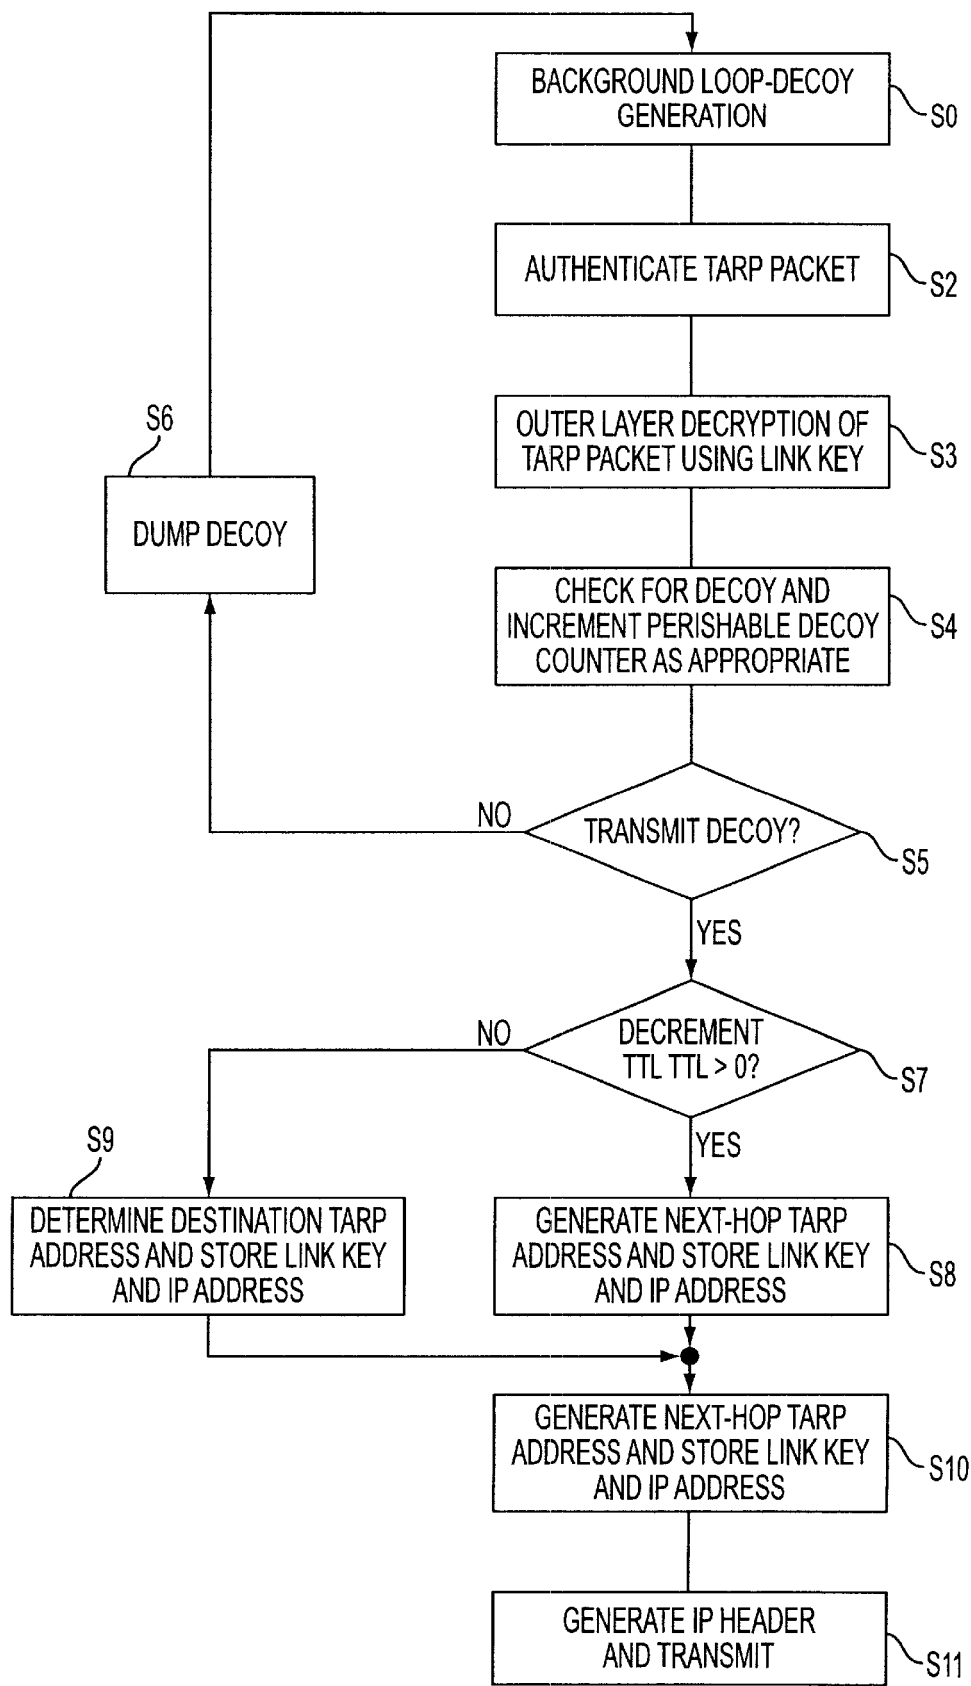 BACKGROUND LOOP-DECOY
GENERATION
S0
AUTHENTICATE TARP PACKET
S2
OUTER LAYER DECRYPTION OF
TARP PACKET USING LINK KEY
S3
S6
DUMP DECOY
CHECK FOR DECOY AND
INCREMENT PERISHABLE DECOY
COUNTER AS APPROPRIATE
S4
NO
TRANSMIT DECOY?
S5
YES
NO
DECREMENT
TTL TTL > 0?
S7
YES
S9
DETERMINE DESTINATION TARP
ADDRESS AND STORE LINK KEY
AND IP ADDRESS
GENERATE NEXT-HOP TARP
ADDRESS AND STORE LINK KEY
AND IP ADDRESS
S8
GENERATE NEXT-HOP TARP
ADDRESS AND STORE LINK KEY
AND IP ADDRESS
S10
GENERATE IP HEADER
AND TRANSMIT
S11